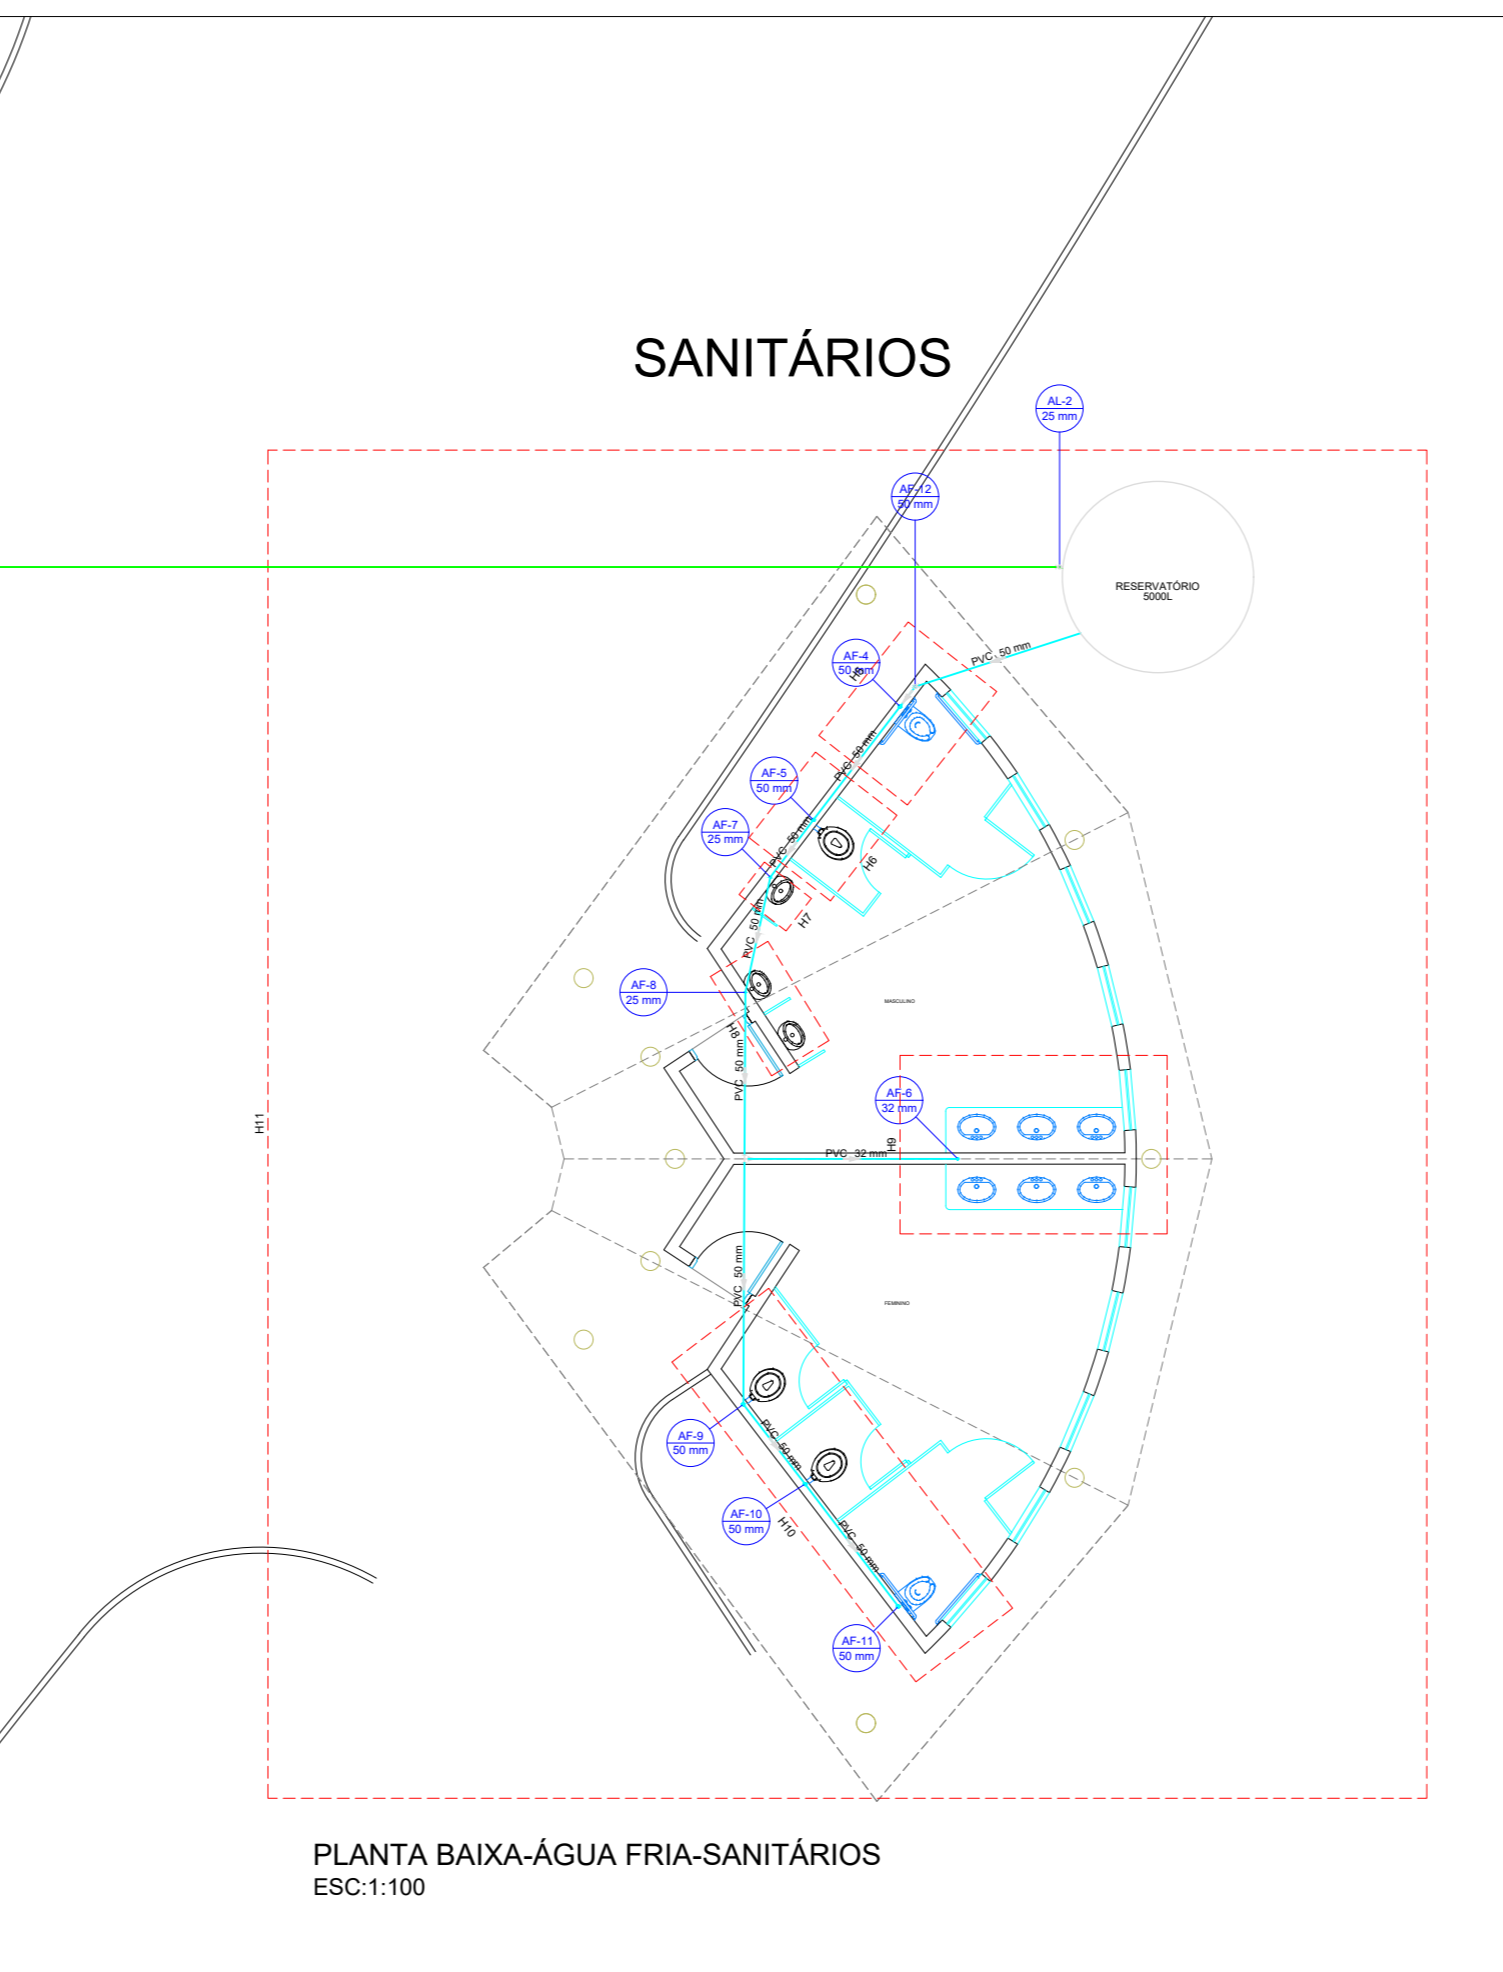 SANITÁRIOS
AL-2
25 mm
AF-12
50 mm
RESERVATÓRIO
5000L
PVC 50 mm
AF-4
50 mm
PVC 50 mm
AF-5
50 mm
AF-7
25 mm
PVC 50 mm
H6
H7
PVC 50 mm
AF-8
25 mm
MASCULINO
H8
PVC 50 mm
AF-6
32 mm
H11
H9
PVC 32 mm
PVC 50 mm
FEMININO
AF-9
50 mm
PVC 50 mm
AF-10
50 mm
H10
PVC 50 mm
AF-11
50 mm
PLANTA BAIXA-ÁGUA FRIA-SANITÁRIOS
ESC:1:100